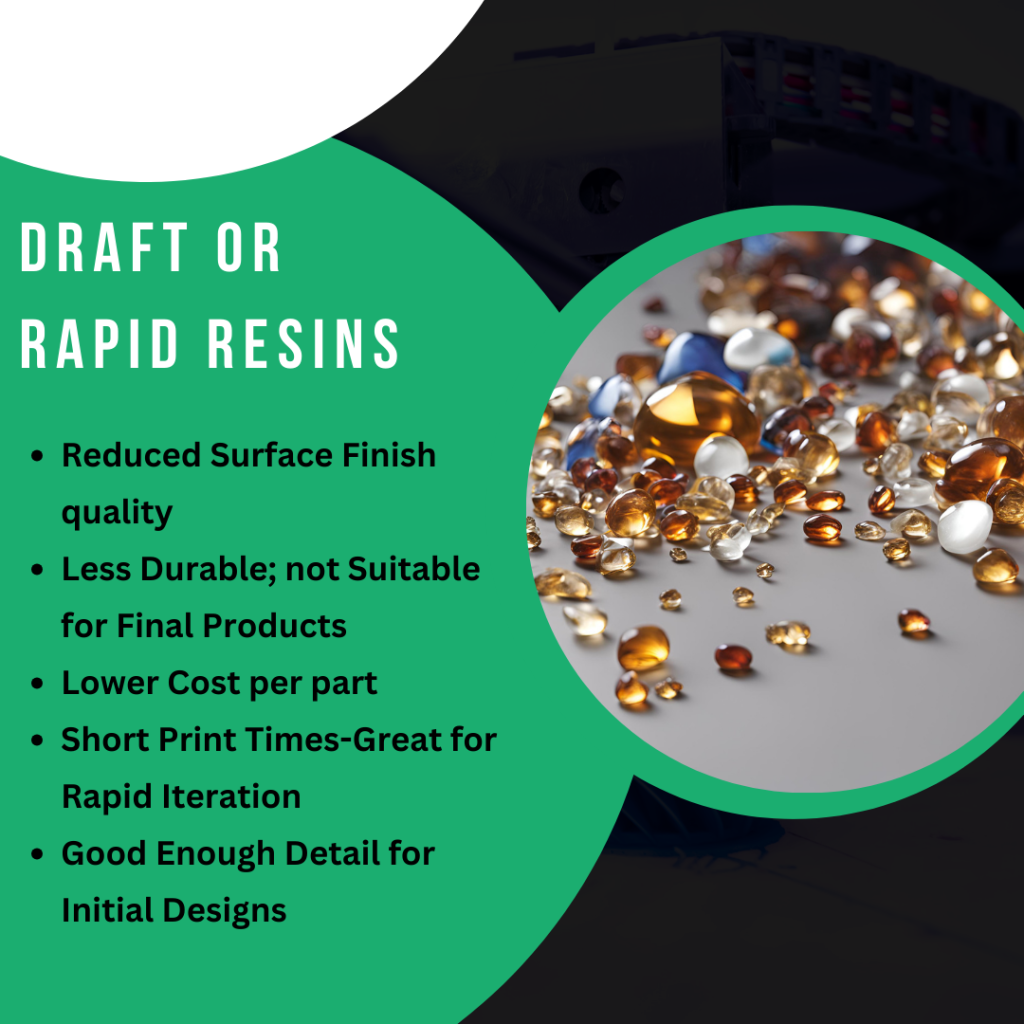 DRAFT OR
RAPID RESINS
• Reduced Surface Finish
quality
• Less Durable; not Suitable
for Final Products
• Lower Cost per part
• Short Print Times-Great for
Rapid Iteration
• Good Enough Detail for
Initial Designs